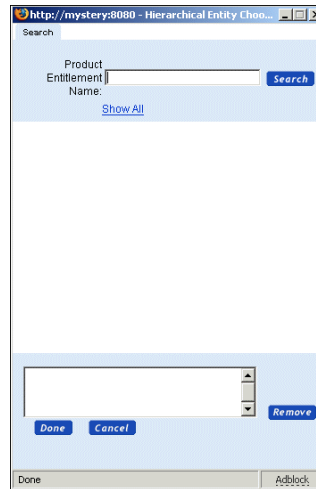 http://mystery:8080 - Hierarchical Entity Choo...
Search
Product
Entitlement
Name:
Search
Show All
Remove
Done
Cancel
Done
Adblock